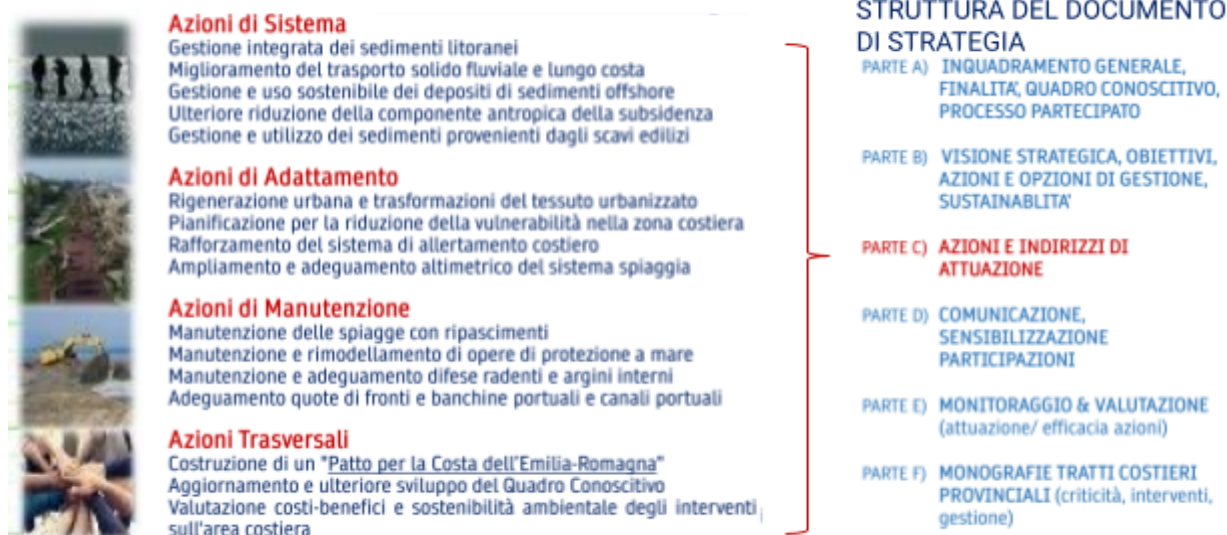 Azioni di Sistema
Gestione integrata dei sedimenti litoranei
Miglioramento del trasporto solido fluviale e lungo costa
Gestione e uso sostenibile dei depositi di sedimenti offshore
Ulteriore riduzione della componente antropica della subsidenza
Gestione e utilizzo dei sedimenti provenienti dagli scavi edilizi
Azioni di Adattamento
Rigenerazione urbana e trasformazioni del tessuto urbanizzato
Pianificazione per la riduzione della vulnerabilità nella zona costiera
Rafforzamento del sistema di allertamento costiero
Ampliamento e adeguamento altimetrico del sistema spiaggia
Azioni di Manutenzione
Manutenzione delle spiagge con ripascimenti
Manutenzione e rimodellamento di opere di protezione a mare
Manutenzione e adeguamento difese radenti e argini interni
Adeguamento quote di fronti e banchine portuali e canali portuali
Azioni Trasversali
Costruzione di un "Patto per la Costa dell'Emilia-Romagna"
Aggiornamento e ulteriore sviluppo del Quadro Conoscitivo
Valutazione costi-benefici e sostenibilità ambientale degli interventi
sull'area costiera
STRUTTURA DEL DOCUMENTO
DI STRATEGIA
PARTE A) INQUADRAMENTO GENERALE,
FINALITA', QUADRO CONOSCITIVO,
PROCESSO PARTECIPATO
PARTE B) VISIONE STRATEGICA, OBIETTIVI,
AZIONI E OPZIONI DI GESTIONE,
SUSTAINABLITA'
PARTE C) AZIONI E INDIRIZZI DI
ATTUAZIONE
PARTE D) COMUNICAZIONE,
SENSIBILIZZAZIONE
PARTECIPAZIONI
PARTE E) MONITORAGGIO & VALUTAZIONE
(attuazione/ efficacia azioni)
PARTE F) MONOGRAFIE TRATTI COSTIERI
PROVINCIALI (criticità, interventi,
gestione)